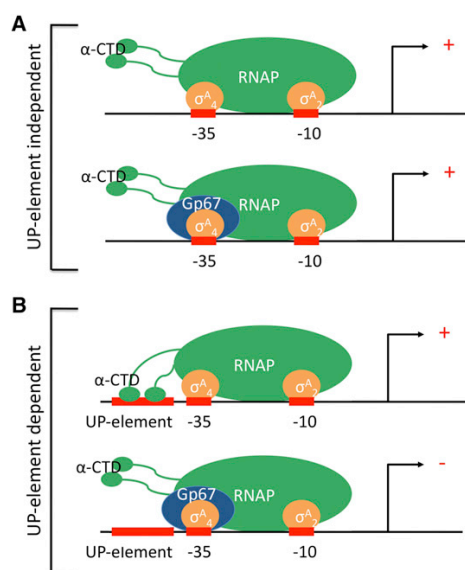 A
UP-element independent
α-CTD
RNAP
σA4
σA2
-35
-10
+
α-CTD
Gp67
RNAP
σA4
σA2
-35
-10
+
B
UP-element dependent
α-CTD
RNAP
σA4
σA2
UP-element
-35
-10
+
α-CTD
Gp67
RNAP
σA4
σA2
UP-element
-35
-10
-